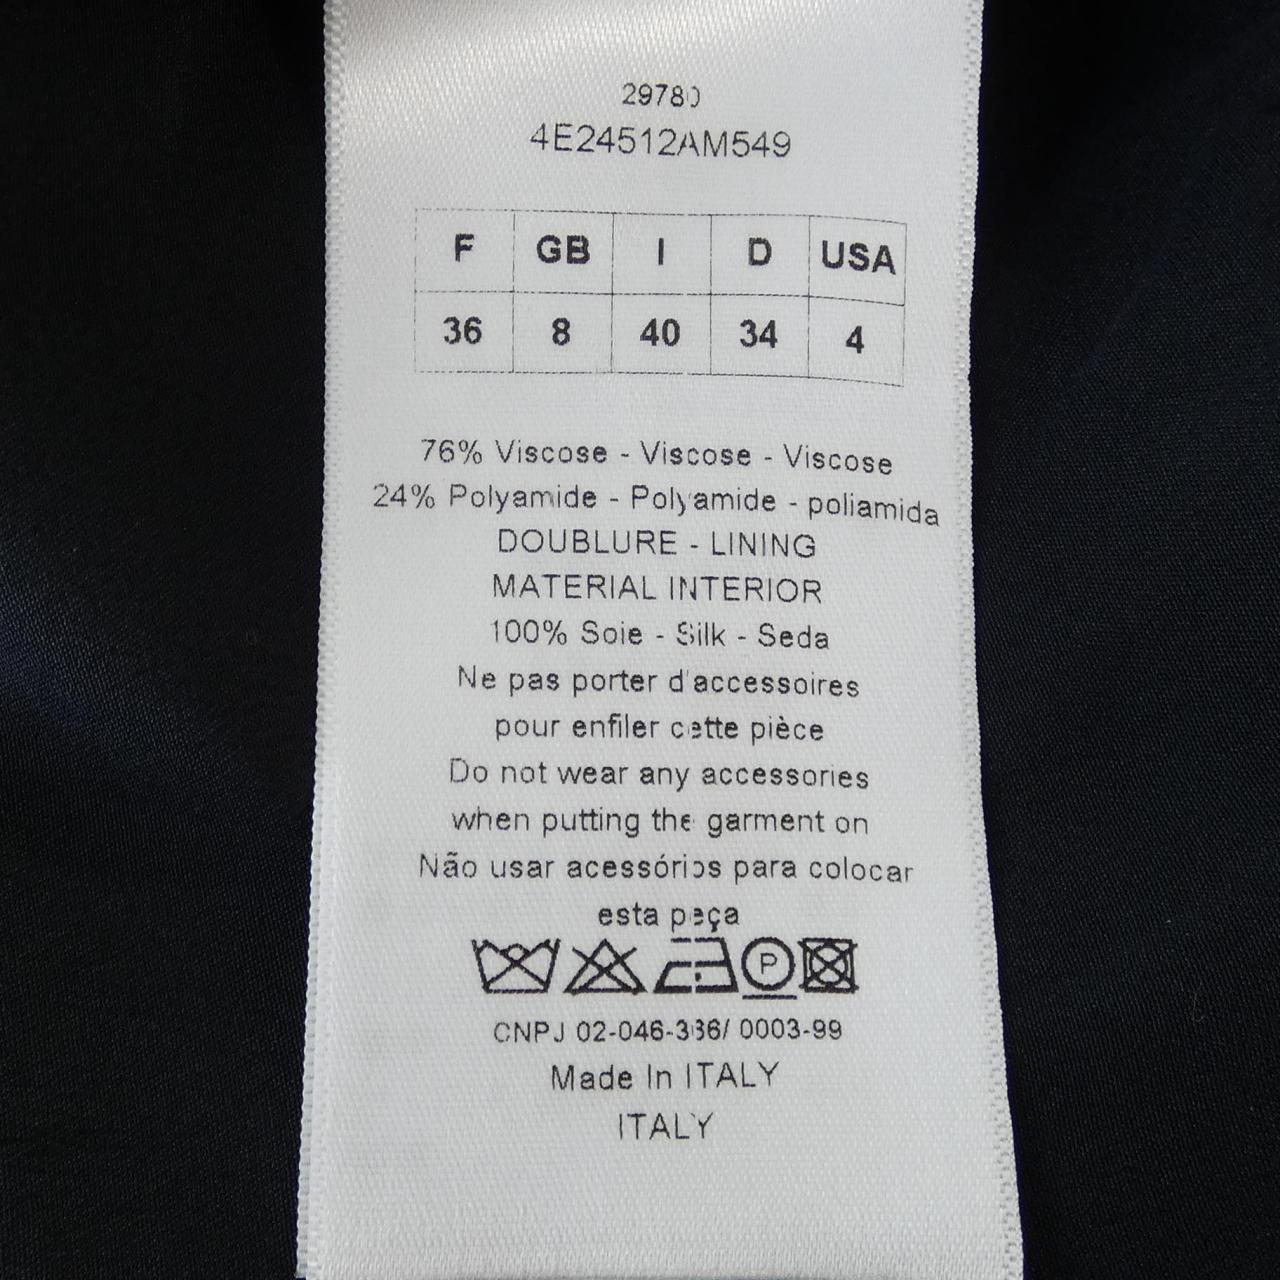 29780
4E24512AM549
F GB I D USA
36 8 40 34 4
76% Viscose - Viscose - Viscose
24% Polyamide - Polyamide - poliamida
DOUBLURE - LINING
MATERIAL INTERIOR
100% Soie - Silk - Seda
Ne pas porter d'accessoires
pour enfiler cette pièce
Do not wear any accessories
when putting the garment on
Não usar acessórios para colocar
esta peça
P
CNPJ 02-046-336/ 0003-99
Made In ITALY
ITALY